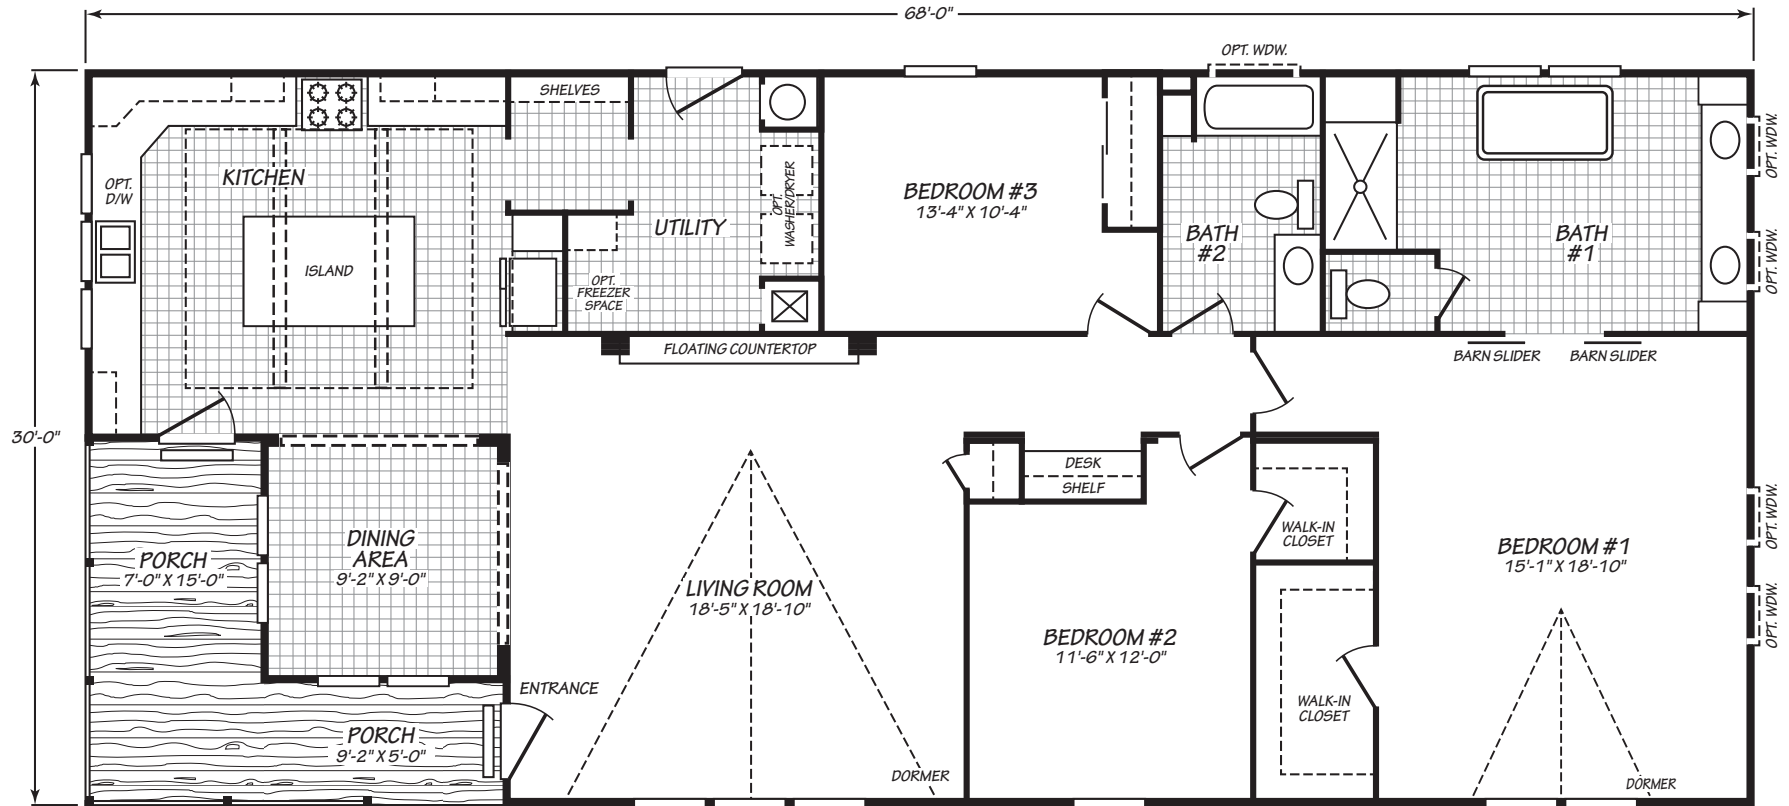 68'-0"
OPT. WDW.
SHELVES
OPT.
D/W
KITCHEN
ISLAND
UTILITY
OPT.
WASHER/DRYER
OPT.
FREEZER
SPACE
BEDROOM #3
13'-4" X 10'-4"
BATH
#2
BATH
#1
OPT. WDW.
OPT. WDW.
FLOATING COUNTERTOP
BARN SLIDER
BARN SLIDER
30'-0"
DESK
SHELF
WALK-IN
CLOSET
PORCH
7'-0" X 15'-0"
DINING
AREA
9'-2" X 9'-0"
LIVING ROOM
18'-5" X 18'-10"
BEDROOM #2
11'-6" X 12'-0"
BEDROOM #1
15'-1" X 18'-10"
OPT. WDW.
OPT. WDW.
ENTRANCE
WALK-IN
CLOSET
PORCH
9'-2" X 5'-0"
DORMER
DORMER